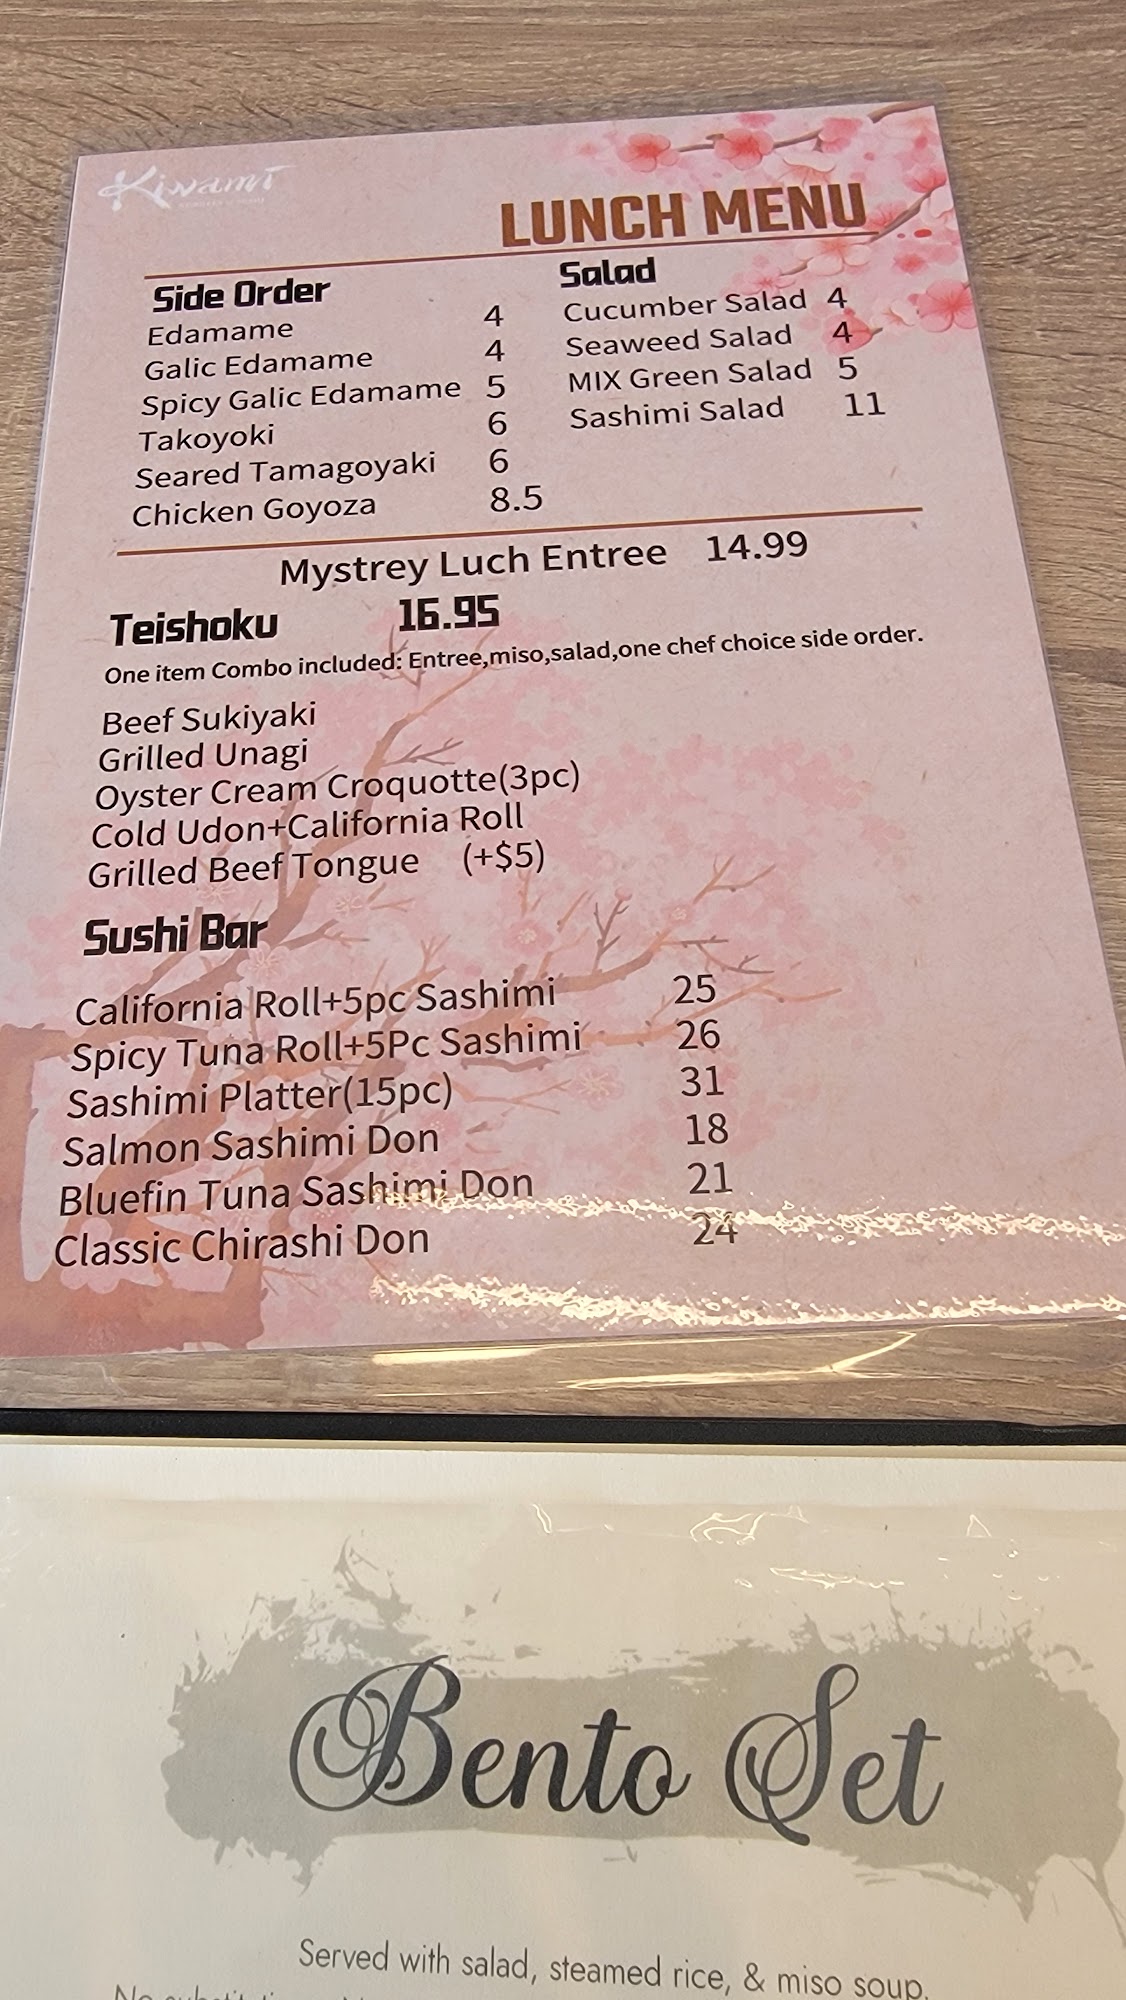 Kiwami
LUNCH MENU
Side Order
Edamame 4
Galic Edamame 4
Spicy Galic Edamame 5
Takoyoki 6
Seared Tamagoyaki 6
Chicken Goyoza 8.5
Salad
Cucumber Salad 4
Seaweed Salad 4
MIX Green Salad 5
Sashimi Salad 11
Mystrey Luch Entree 14.99
Teishoku 16.95
One item Combo included: Entree,miso,salad,one chef choice side order.
Beef Sukiyaki
Grilled Unagi
Oyster Cream Croquotte(3pc)
Cold Udon+California Roll
Grilled Beef Tongue (+$5)
Sushi Bar
California Roll+5pc Sashimi 25
Spicy Tuna Roll+5Pc Sashimi 26
Sashimi Platter(15pc) 31
Salmon Sashimi Don 18
Bluefin Tuna Sashimi Don 21
Classic Chirashi Don 24
Bento Set
Served with salad, steamed rice, & miso soup.
No